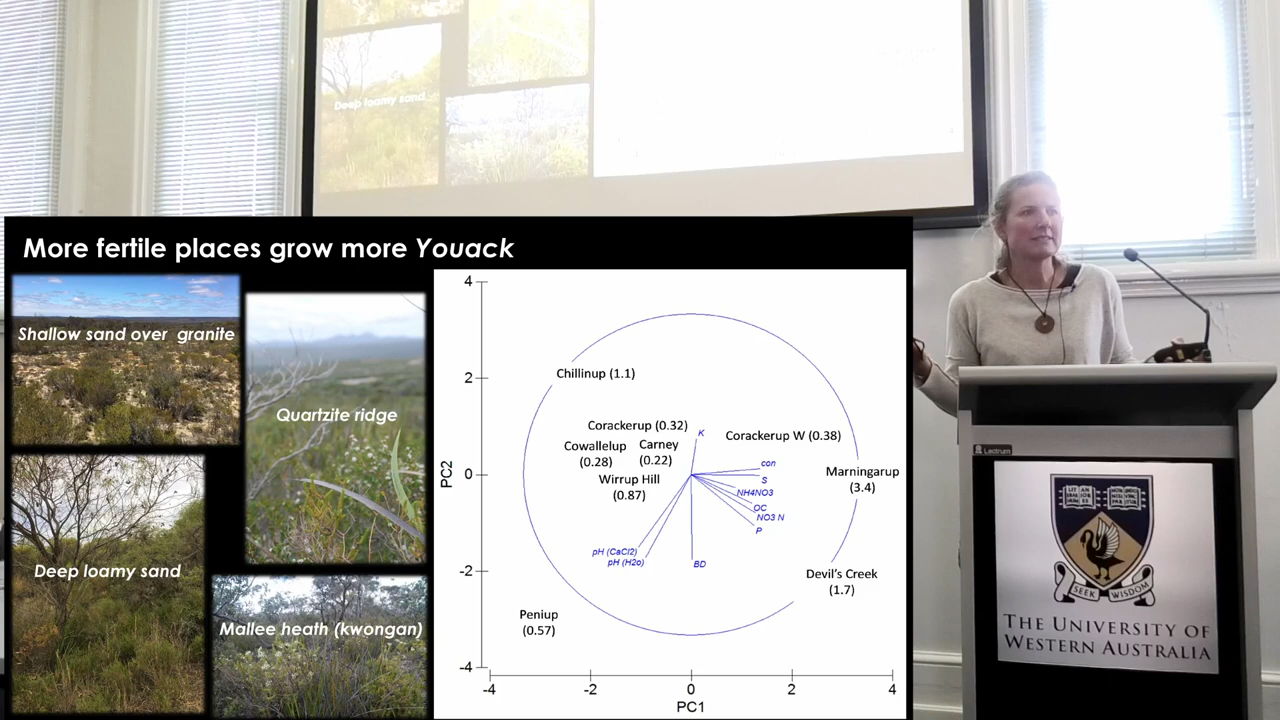 Deep loamy sand
More fertile places grow more Youack
Shallow sand over granite
Quartzite ridge
Deep loamy sand
Mallee heath (kwongan)
4
2
0
-2
-4
PC2
Chillinup (1.1)
Corackerup (0.32)
K
Corackerup W (0.38)
Cowallelup
(0.28)
Carney
(0.22)
con
Marningarup
(3.4)
S
Wirrup Hill
(0.87)
NH4NO3
OC
NO3 N
P
pH (CaCl2)
pH (H2o)
BD
Devil's Creek
(1.7)
Peniup
(0.57)
-4
-2
0
2
4
PC1
Lectrum
SEEK WISDOM
THE UNIVERSITY OF
WESTERN AUSTRALIA